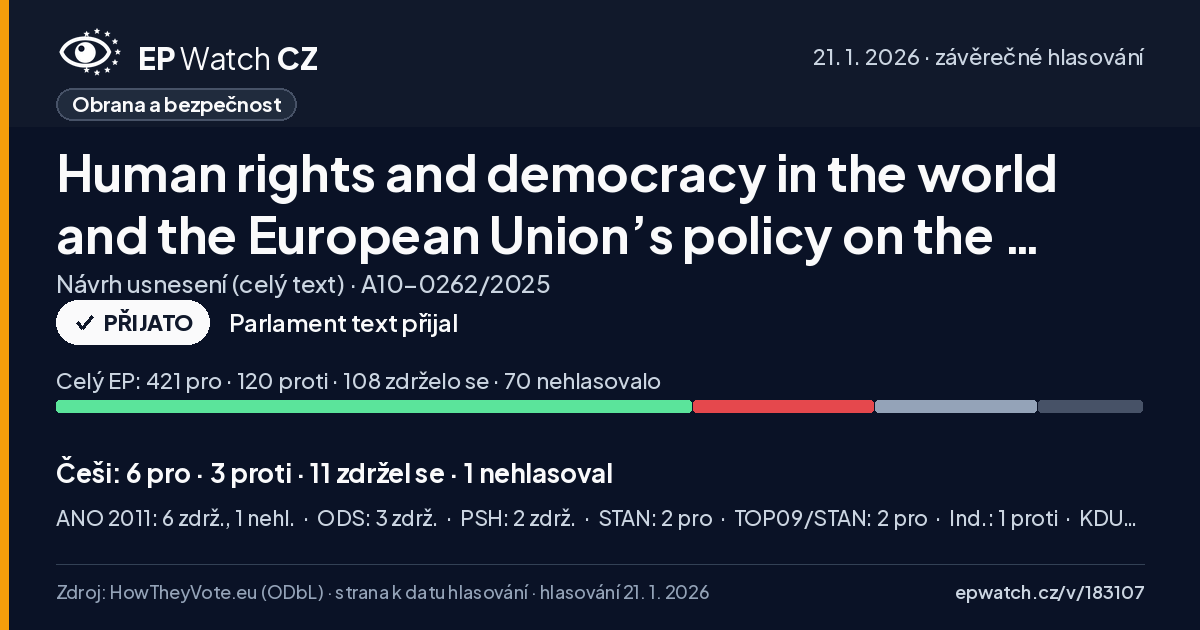 EP Watch CZ
21. 1. 2026 · závěrečné hlasování
Obrana a bezpečnost
Human rights and democracy in the world
and the European Union’s policy on the …
Návrh usnesení (celý text) · A10–0262/2025
✓ PŘIJATO Parlament text přijal
Celý EP: 421 pro · 120 proti · 108 zdrželo se · 70 nehlasovalo
Češi: 6 pro · 3 proti · 11 zdržel se · 1 nehlasoval
ANO 2011: 6 zdrž., 1 nehl. · ODS: 3 zdrž. · PSH: 2 zdrž. · STAN: 2 pro · TOP09/STAN: 2 pro · Ind.: 1 proti · KDU…
Zdroj: HowTheyVote.eu (ODbL) · strana k datu hlasování · hlasování 21. 1. 2026
epwatch.cz/v/183107